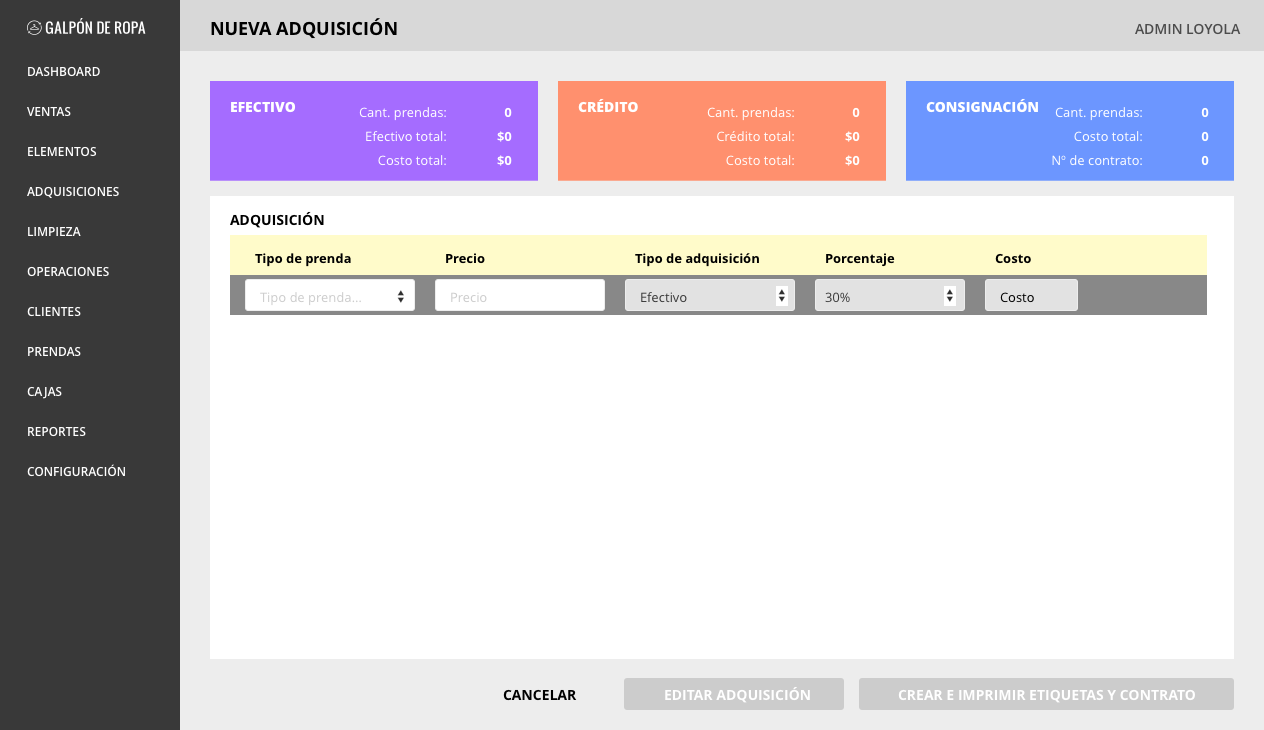 GALPÓN DE ROPA
DASHBOARD
VENTAS
ELEMENTOS
ADQUISICIONES
LIMPIEZA
OPERACIONES
CLIENTES
PRENDAS
CAJAS
REPORTES
CONFIGURACIÓN
NUEVA ADQUISICIÓN
ADMIN LOYOLA
EFECTIVO
Cant. prendas: 0
Efectivo total: $0
Costo total: $0
CRÉDITO
Cant. prendas: 0
Crédito total: $0
Costo total: $0
CONSIGNACIÓN
Cant. prendas: 0
Costo total: 0
Nº de contrato: 0
ADQUISICIÓN
Tipo de prenda Precio Tipo de adquisición Porcentaje Costo
Tipo de prenda... Precio Efectivo 30% Costo
CANCELAR
EDITAR ADQUISICIÓN
CREAR E IMPRIMIR ETIQUETAS Y CONTRATO